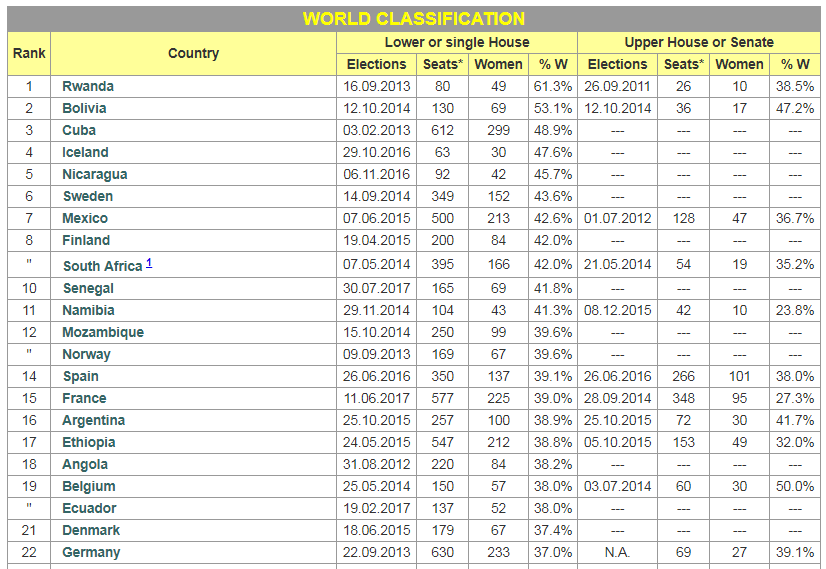 WORLD CLASSIFICATION
Rank Country Lower or single House Upper House or Senate
Elections Seats* Women % W Elections Seats* Women % W
1 Rwanda 16.09.2013 80 49 61.3% 26.09.2011 26 10 38.5%
2 Bolivia 12.10.2014 130 69 53.1% 12.10.2014 36 17 47.2%
3 Cuba 03.02.2013 612 299 48.9% --- --- --- ---
4 Iceland 29.10.2016 63 30 47.6% --- --- --- ---
5 Nicaragua 06.11.2016 92 42 45.7% --- --- --- ---
6 Sweden 14.09.2014 349 152 43.6% --- --- --- ---
7 Mexico 07.06.2015 500 213 42.6% 01.07.2012 128 47 36.7%
8 Finland 19.04.2015 200 84 42.0% --- --- --- ---
" South Africa 1 07.05.2014 395 166 42.0% 21.05.2014 54 19 35.2%
10 Senegal 30.07.2017 165 69 41.8% --- --- --- ---
11 Namibia 29.11.2014 104 43 41.3% 08.12.2015 42 10 23.8%
12 Mozambique 15.10.2014 250 99 39.6% --- --- --- ---
" Norway 09.09.2013 169 67 39.6% --- --- --- ---
14 Spain 26.06.2016 350 137 39.1% 26.06.2016 266 101 38.0%
15 France 11.06.2017 577 225 39.0% 28.09.2014 348 95 27.3%
16 Argentina 25.10.2015 257 100 38.9% 25.10.2015 72 30 41.7%
17 Ethiopia 24.05.2015 547 212 38.8% 05.10.2015 153 49 32.0%
18 Angola 31.08.2012 220 84 38.2% --- --- --- ---
19 Belgium 25.05.2014 150 57 38.0% 03.07.2014 60 30 50.0%
" Ecuador 19.02.2017 137 52 38.0% --- --- --- ---
21 Denmark 18.06.2015 179 67 37.4% --- --- --- ---
22 Germany 22.09.2013 630 233 37.0% N.A. 69 27 39.1%